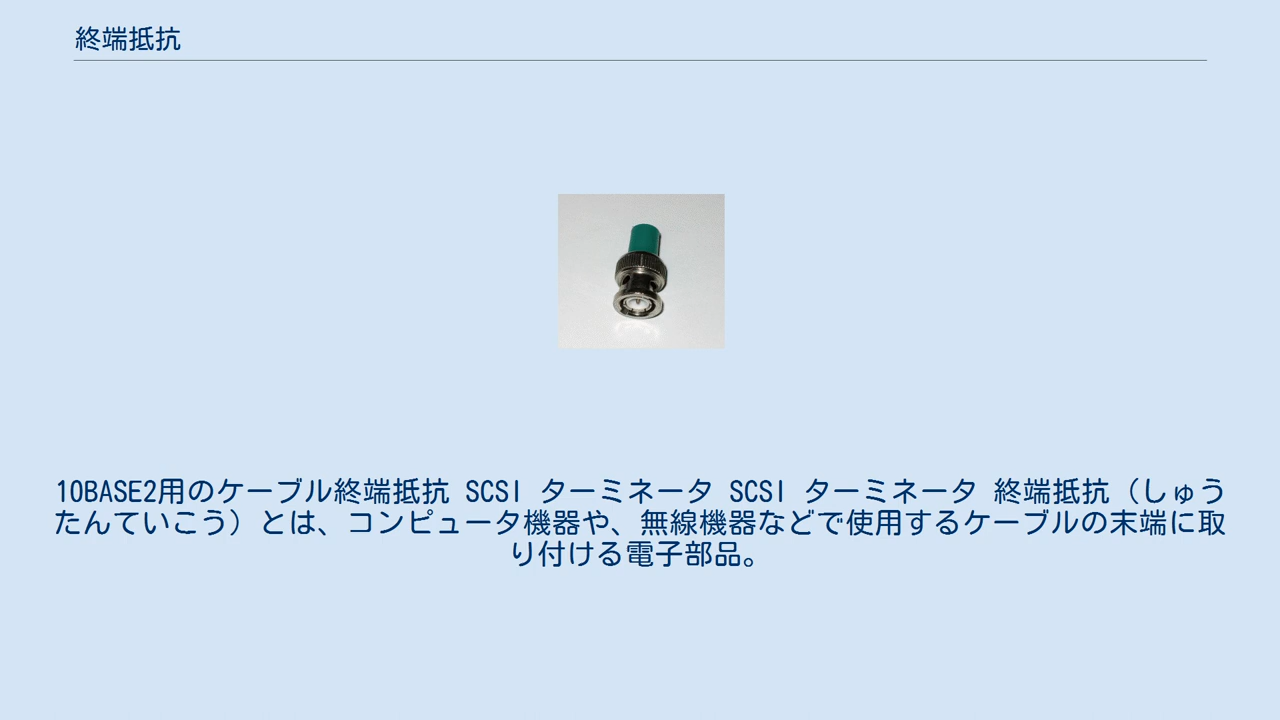 終端抵抗
10BASE2用のケーブル終端抵抗 SCSI ターミネータ SCSI ターミネータ 終端抵抗（しゅう
たんていこう）とは、コンピュータ機器や、無線機器などで使用するケーブルの末端に取
り付ける電子部品。